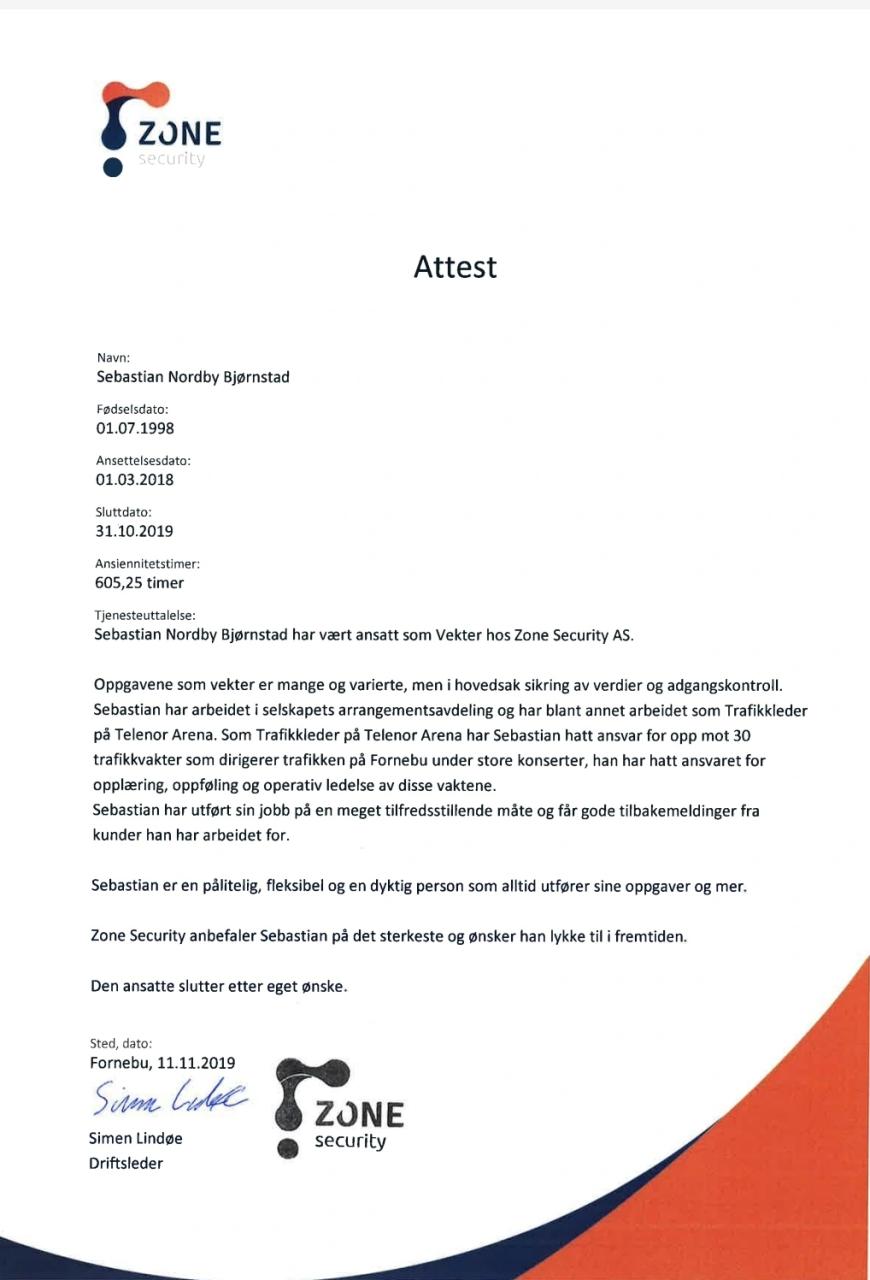 ZONE
security
Attest
Navn:
Sebastian Nordby Bjørnstad
Fødselsdato:
01.07.1998
Ansettelsesdato:
01.03.2018
Sluttdato:
31.10.2019
Ansiennitetstimer:
605,25 timer
Tjenesteuttalelse:
Sebastian Nordby Bjørnstad har vært ansatt som Vekter hos Zone Security AS.
Oppgavene som vekter er mange og varierte, men i hovedsak sikring av verdier og adgangskontroll.
Sebastian har arbeidet i selskapets arrangementsavdeling og har blant annet arbeidet som Trafikkleder
på Telenor Arena. Som Trafikkleder på Telenor Arena har Sebastian hatt ansvar for opp mot 30
trafikkvakter som dirigerer trafikken på Fornebu under store konserter, han har hatt ansvaret for
opplæring, oppføling og operativ ledelse av disse vaktene.
Sebastian har utført sin jobb på en meget tilfredsstillende måte og får gode tilbakemeldinger fra
kunder han har arbeidet for.
Sebastian er en pålitelig, fleksibel og en dyktig person som alltid utfører sine oppgaver og mer.
Zone Security anbefaler Sebastian på det sterkeste og ønsker han lykke til i fremtiden.
Den ansatte slutter etter eget ønske.
Sted, dato:
Fornebu, 11.11.2019
Simen Lindøe
ZONE
security
Simen Lindøe
Driftsleder